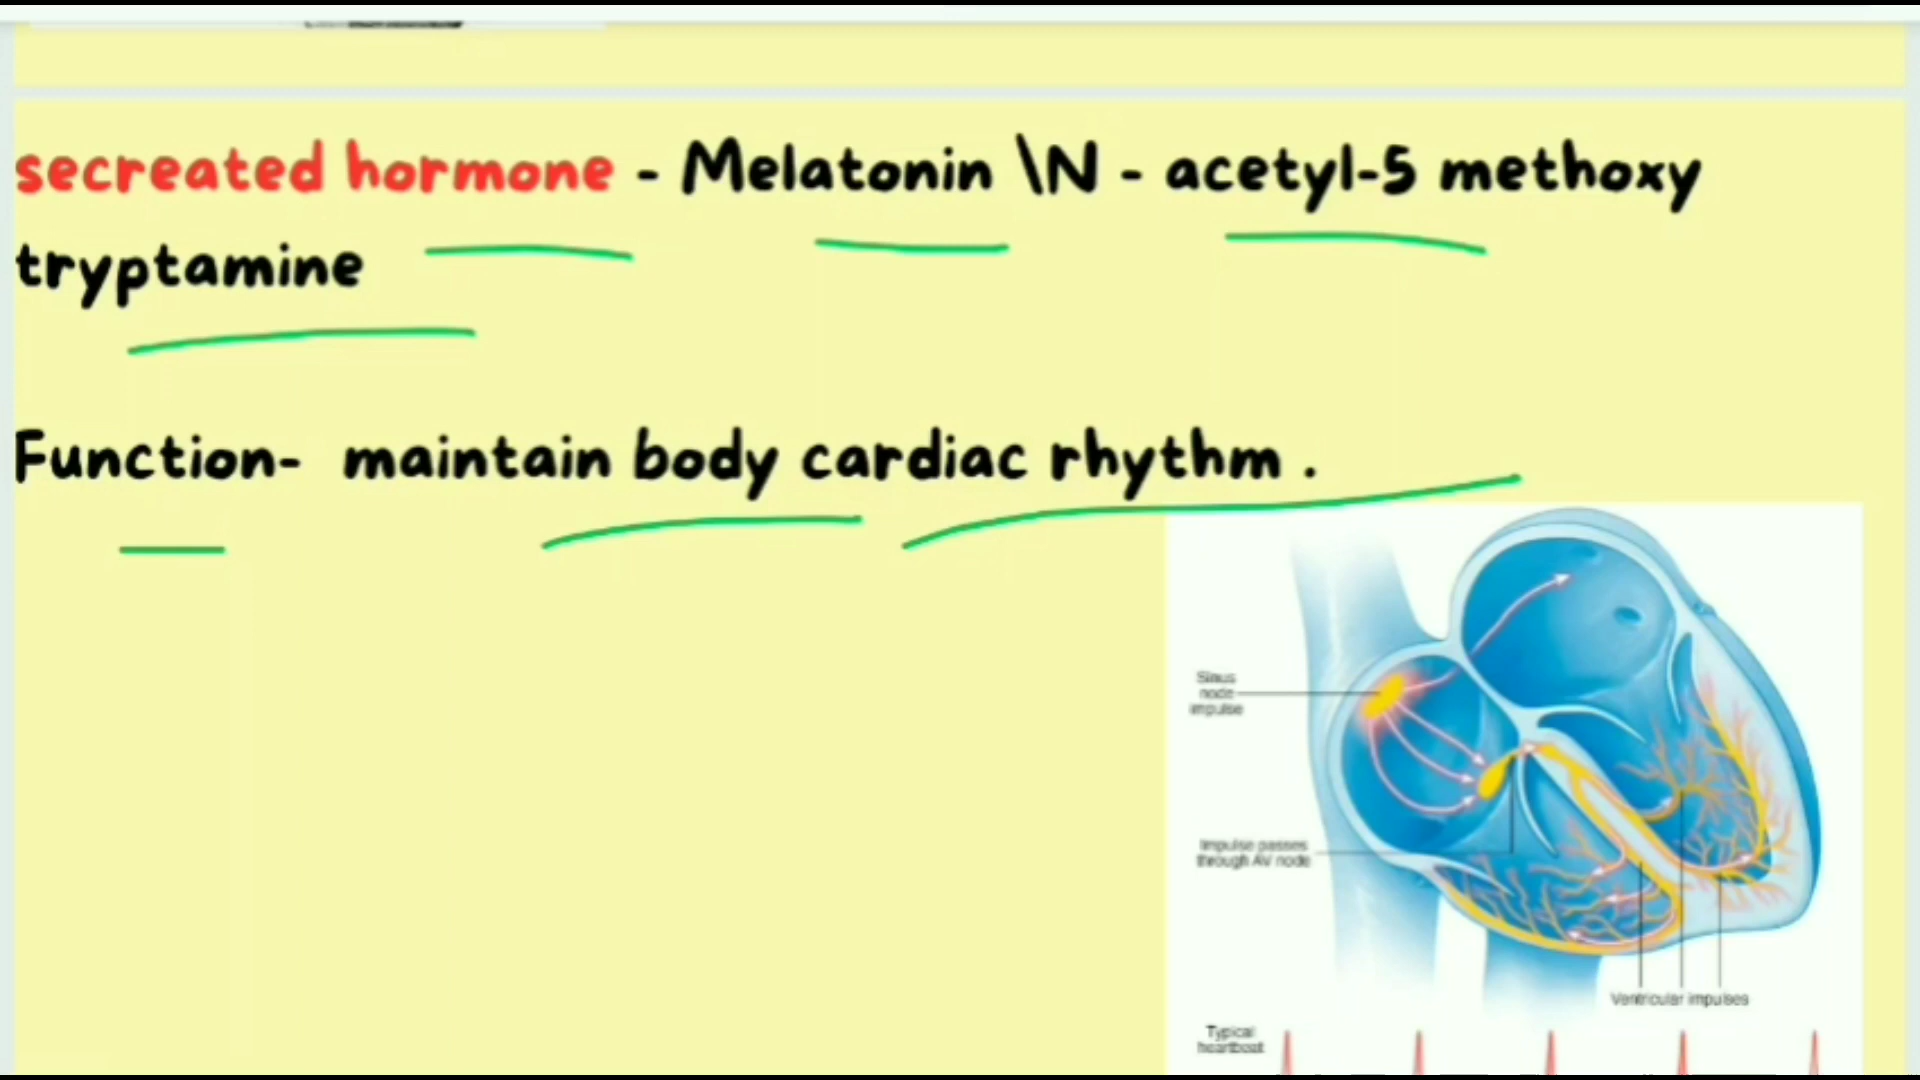 secreated hormone - Melatonin \N - acetyl-5 methoxy
tryptamine
Function- maintain body cardiac rhythm .
Sinus
node
impulse
Impulse passes
through AV node
Ventricular impulses
Typical
heartbeat